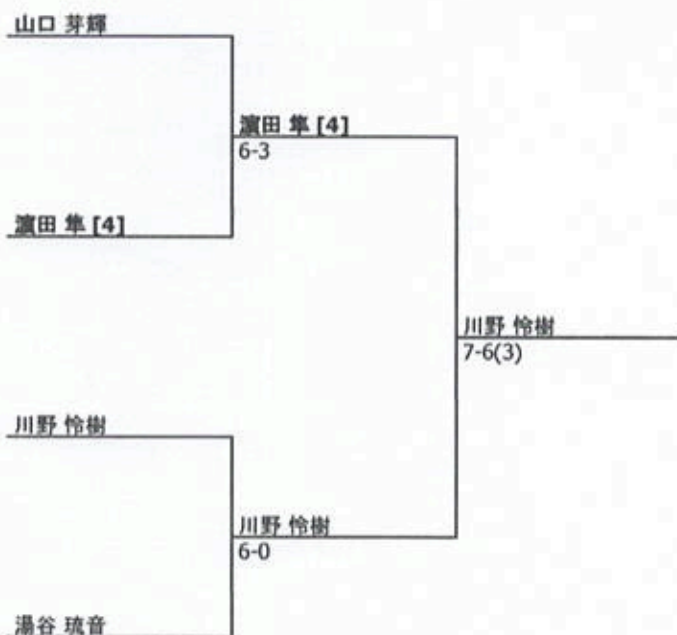 山口 芽輝
濵田 隼 [4]
6-3
濵田 隼 [4]
川野 怜樹
7-6(3)
川野 怜樹
川野 怜樹
6-0
湯谷 琉音